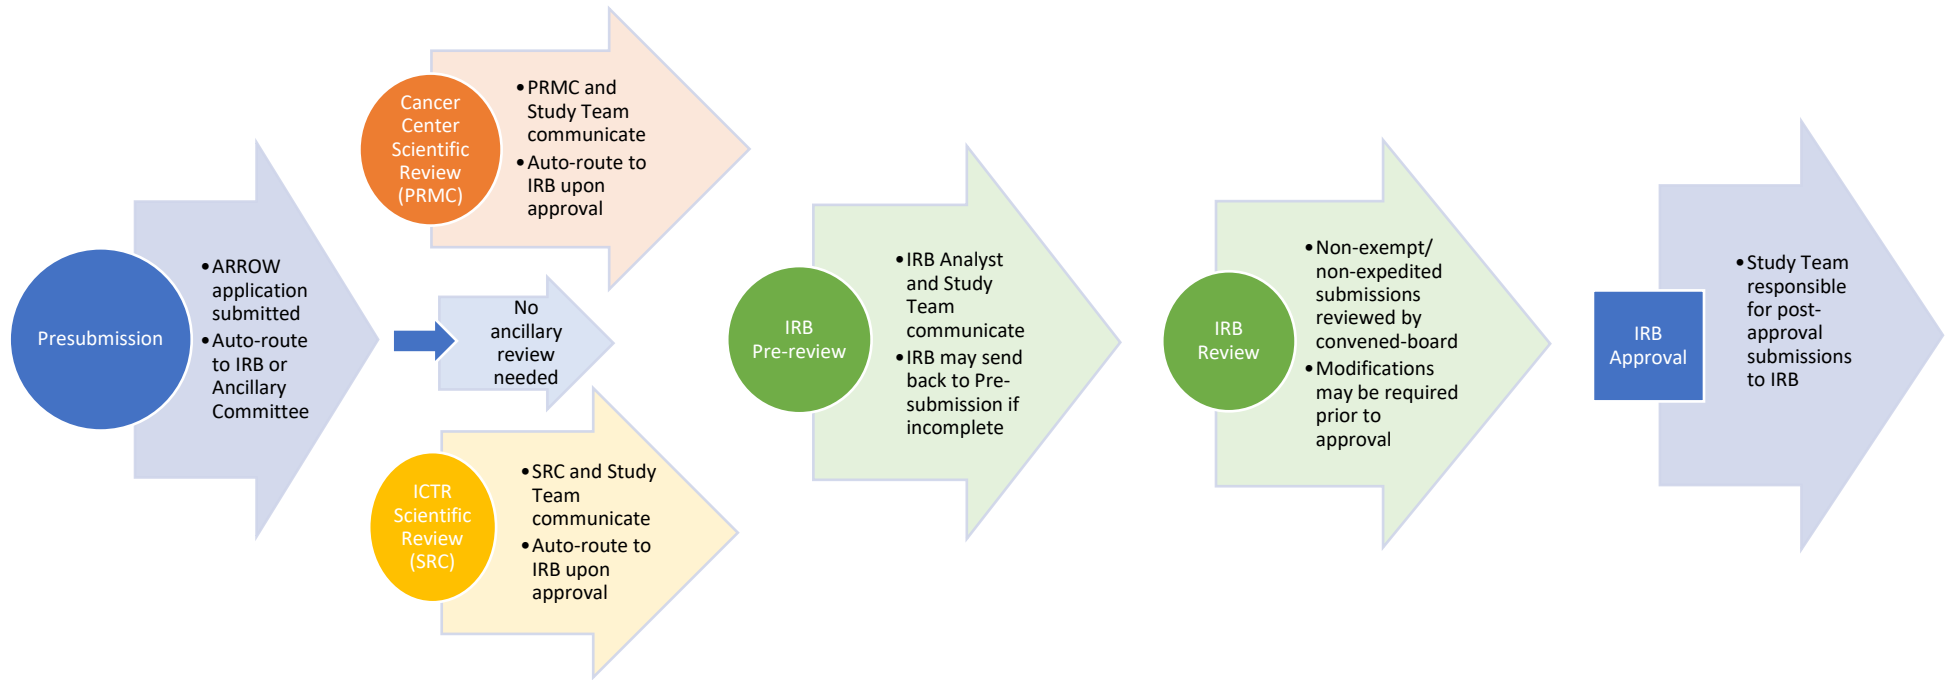 Presubmission
•ARROW
application
submitted
•Auto-route
to IRB or
Ancillary
Committee
Cancer
Center
Scientific
Review
(PRMC)
•PRMC and
Study Team
communicate
•Auto-route to
IRB upon
approval
No
ancillary
review
needed
ICTR
Scientific
Review
(SRC)
•SRC and Study
Team
communicate
•Auto-route to
IRB upon
approval
IRB
Pre-review
•IRB Analyst
and Study
Team
communicate
•IRB may send
back to Pre-
submission if
incomplete
IRB
Review
•Non-exempt/
non-expedited
submissions
reviewed by
convened-board
•Modifications
may be required
prior to
approval
IRB
Approval
•Study Team
responsible
for post-
approval
submissions
to IRB